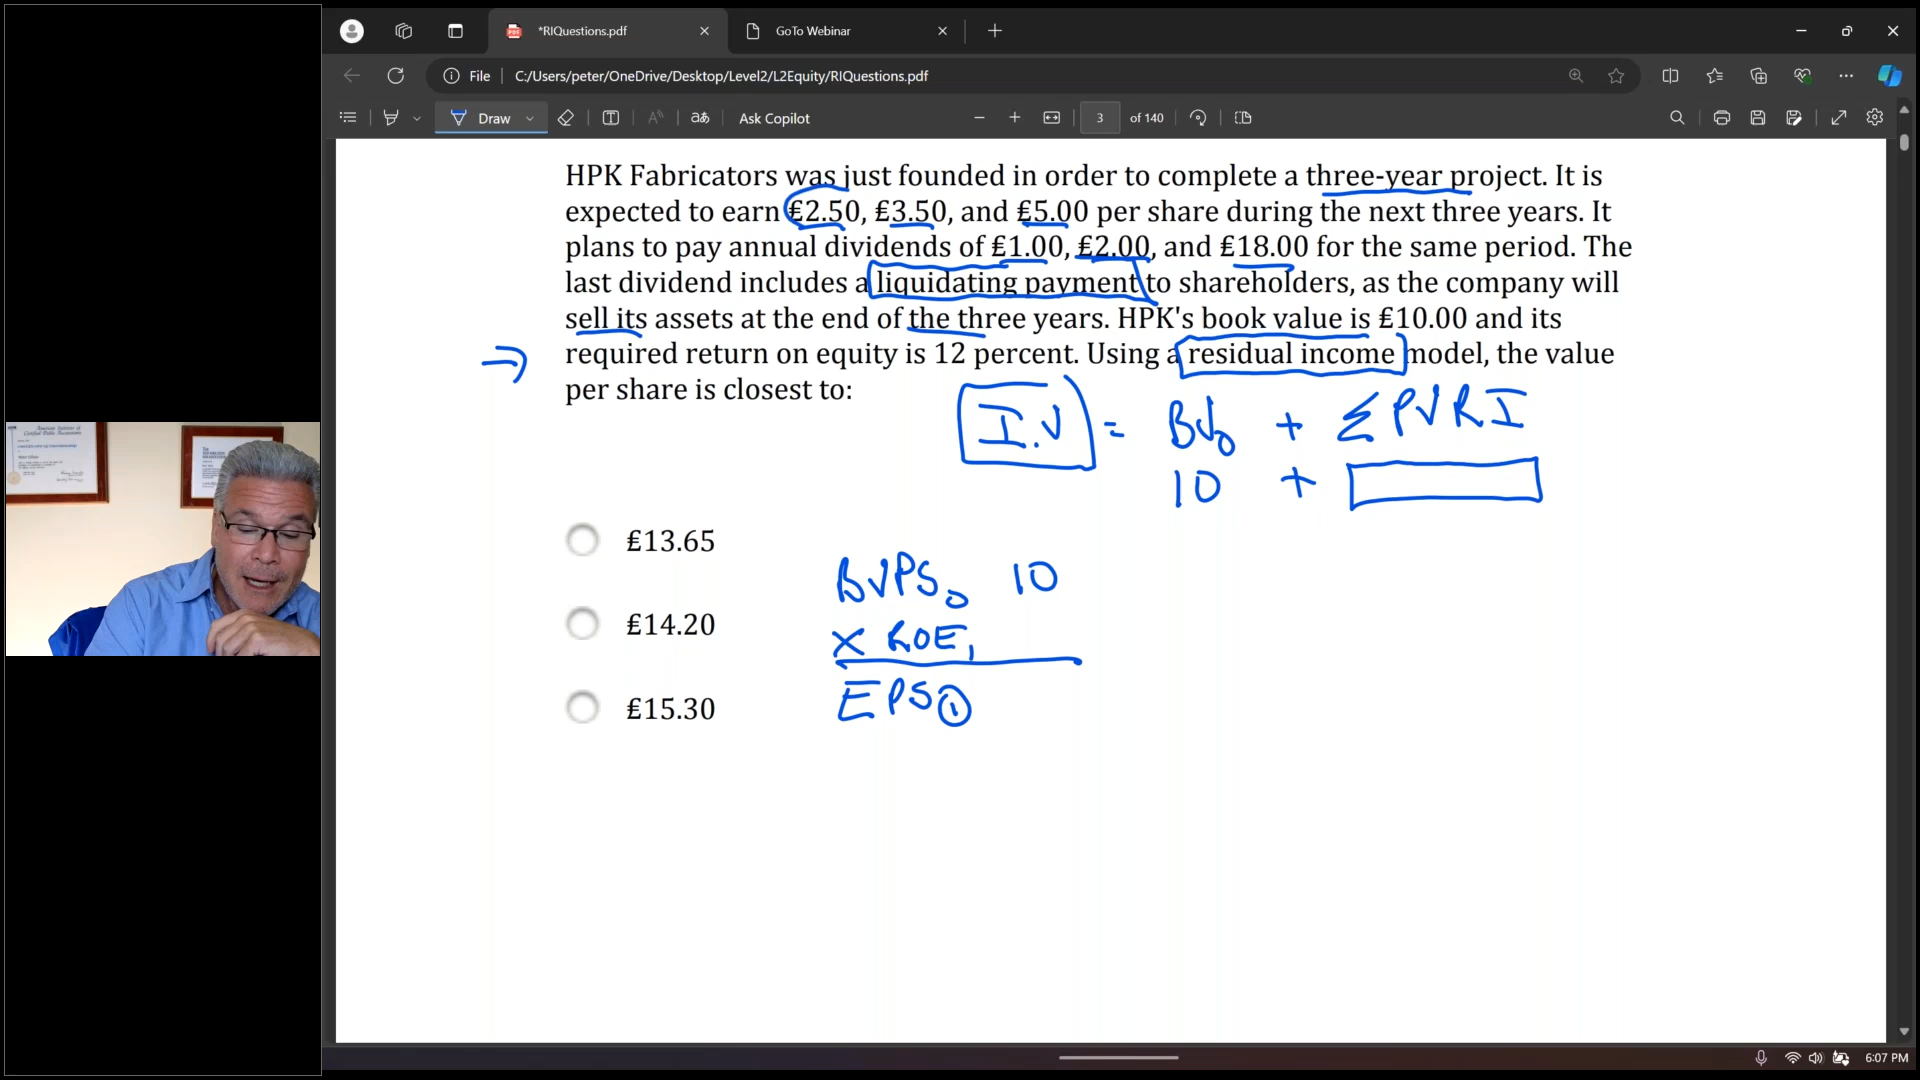 *RIQuestions.pdf
GoTo Webinar
File
C:/Users/peter/OneDrive/Desktop/Level2/L2Equity/RIQuestions.pdf
Draw
Ask Copilot
3
of 140
HPK Fabricators was just founded in order to complete a three-year project. It is
expected to earn £2.50, £3.50, and £5.00 per share during the next three years. It
plans to pay annual dividends of £1.00, £2.00, and £18.00 for the same period. The
last dividend includes a liquidating payment to shareholders, as the company will
sell its assets at the end of the three years. HPK's book value is £10.00 and its
required return on equity is 12 percent. Using a residual income model, the value
per share is closest to:
I.V = BV0 + Σ PVRI
10 +
£13.65
£14.20
£15.30
BVPS0 10
X ROE1
EPS1
6:07 PM